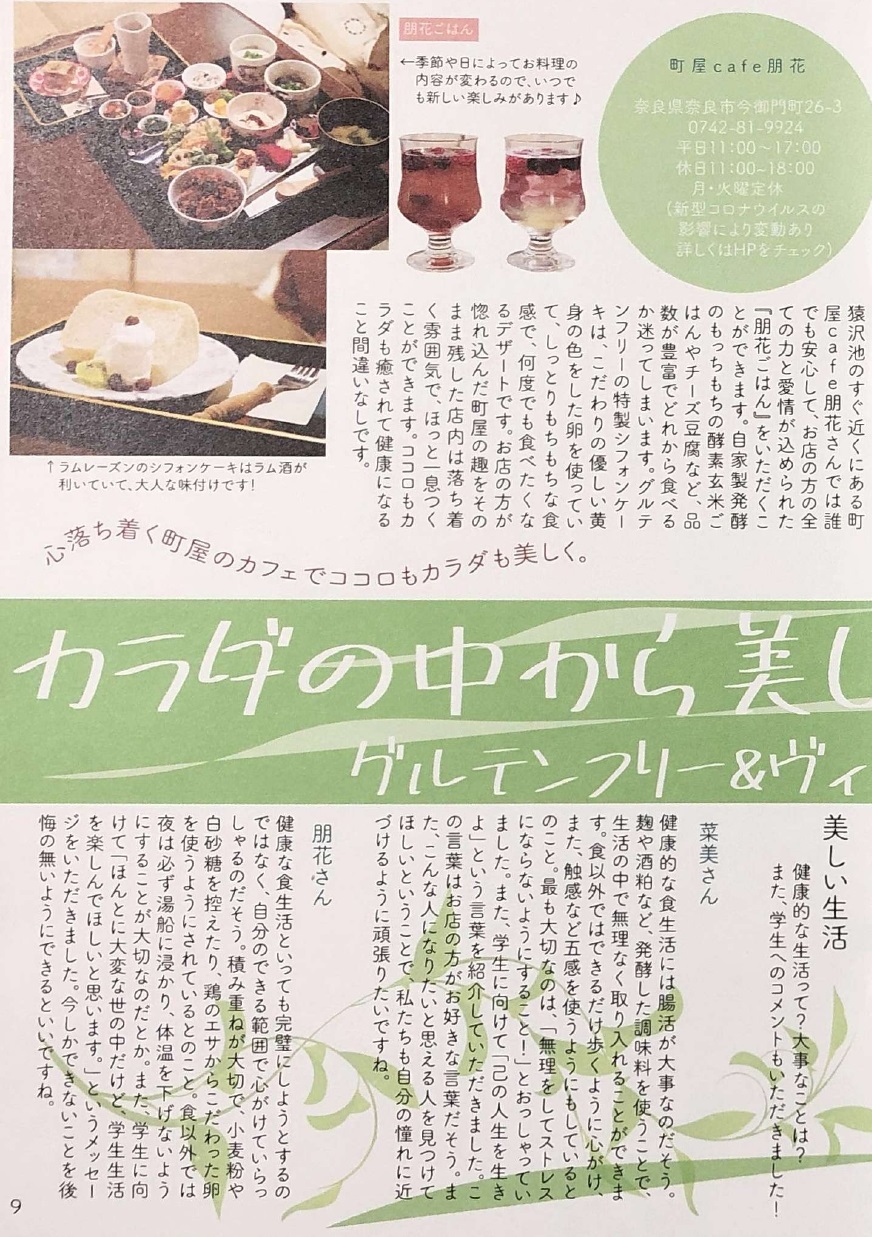 朋花ごはん
←季節や日によってお料理の
内容が変わるので、いつで
も新しい楽しみがあります♪
町屋cafe朋花
奈良県奈良市今御門町26-3
0742-81-9924
平日11:00〜17:00
休日11:00-18:00
月・火曜定休
(新型コロナウイルスの
影響により変動あり
詳しくはHPをチェック)
猿沢池のすぐ近くにある町
屋cafe朋花さんでは誰
でも安心して、お店の方の全
ての力と愛情が込められた
『朋花ごはん』をいただくこ
とができます。自家製発酵
のもっちもちの酵素玄米ご
はんやチーズ豆腐など、品
数が豊富でどれから食べる
か迷ってしまいます。グルテ
ンフリーの特製シフォンケー
キは、こだわりの優しい黄
身の色をした卵を使ってい
て、しっとりもちもちな食
感で、何度でも食べたくな
るデザートです。お店の方が
惚れ込んだ町屋の趣をその
まま残した店内は落ち着
く雰囲気で、ほっと一息つく
ことができます。ココロもカ
ラダも癒されて健康になる
こと間違いなしです。
↑ラムレーズンのシフォンケーキはラム酒が
利いていて、大人な味付けです!
心落ち着く町屋のカフェでココロもカラダも美しく。
カラダの中から美し
グルテンフリー&ヴィ
美しい生活
健康的な生活って?大事なことは?
また、学生へのコメントもいただきました!
菜美さん
健康的な食生活には腸活が大事なのだそう。
麹や酒粕など、発酵した調味料を使うことで、
生活の中で無理なく取り入れることができま
す。食以外ではできるだけ歩くように心がけ、
また、触感など五感を使うようにもしていると
のこと。最も大切なのは、「無理をしてストレス
にならないようにすること!」とおっしゃってい
ました。また、学生に向けて「己の人生を生き
よ」という言葉を紹介していただきました。こ
の言葉はお店の方がお好きな言葉だそう。ま
た、こんな人になりたいと思える人を見つけて
ほしいということで、私たちも自分の憧れに近
づけるように頑張りたいですね。
朋花さん
健康な食生活といっても完璧にしようとするの
ではなく、自分のできる範囲で心がけていらっ
しゃるのだそう。積み重ねが大切で、小麦粉や
白砂糖を控えたり、鶏のエサからこだわった卵
を使うようにされているとのこと。食以外では
夜は必ず湯船に浸かり、体温を下げないよう
にすることが大切なのだとか。また、学生に向
けて「ほんとに大変な世の中だけど、学生生活
を楽しんでほしいと思います。」というメッセー
ジをいただきました。今しかできないことを後
悔の無いようにできるといいですね。
9